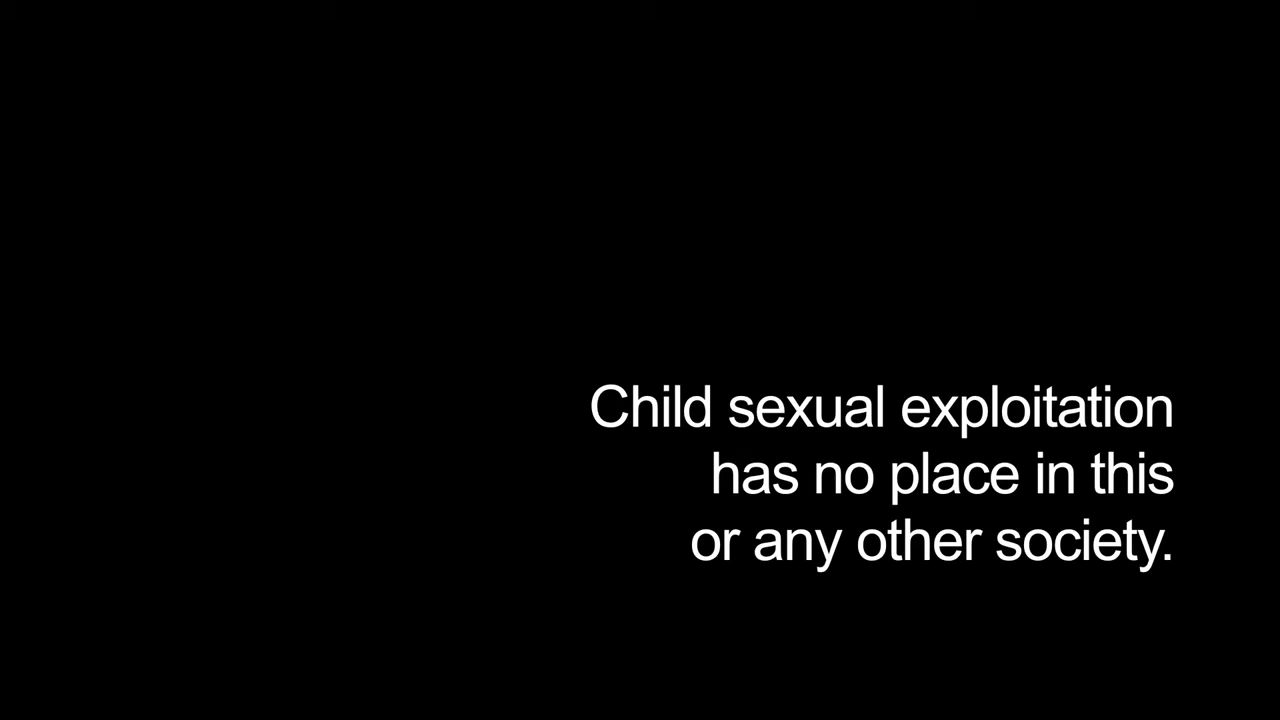 Child sexual exploitation
has no place in this
or any other society.